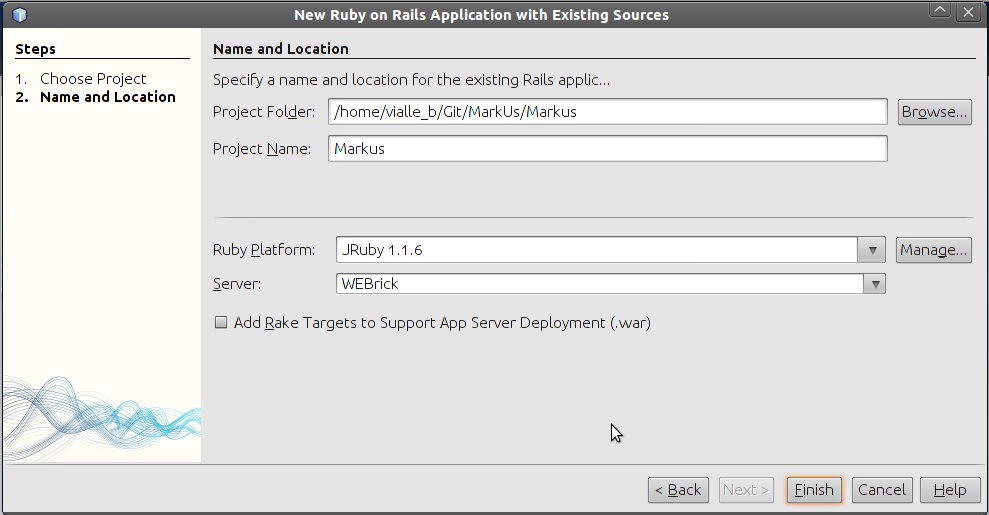 New Ruby on Rails Application with Existing Sources
Steps
1. Choose Project
2. Name and Location
Name and Location
Specify a name and location for the existing Rails applic...
Project Folder: /home/vialle_b/Git/MarkUs/Markus Browse...
Project Name: Markus
Ruby Platform: JRuby 1.1.6 Manage...
Server: WEBrick
Add Rake Targets to Support App Server Deployment (.war)
< Back Next > Finish Cancel Help